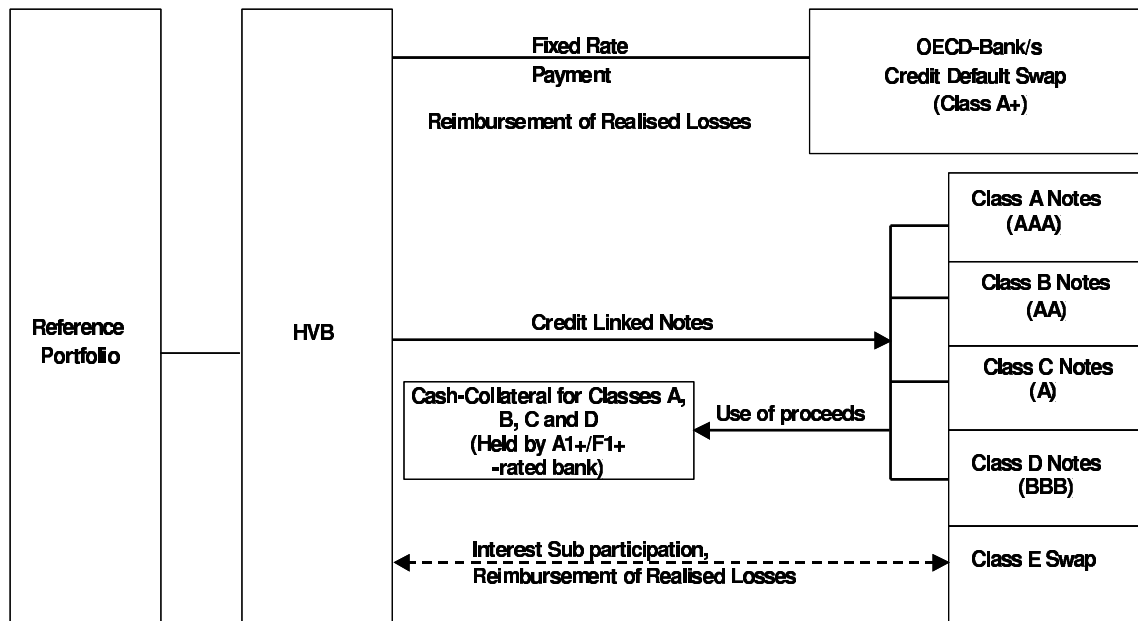 Reference
Portfolio
HVB
Fixed Rate
Payment
Reimbursement of Realised Losses
OECD-Bank/s
Credit Default Swap
(Class A+)
Class A Notes
(AAA)
Class B Notes
(AA)
Credit Linked Notes
Class C Notes
(A)
Cash-Collateral for Classes A,
B, C and D
(Held by A1+/F1+
-rated bank)
Use of proceeds
Class D Notes
(BBB)
Interest Sub participation,
Reimbursement of Realised Losses
Class E Swap